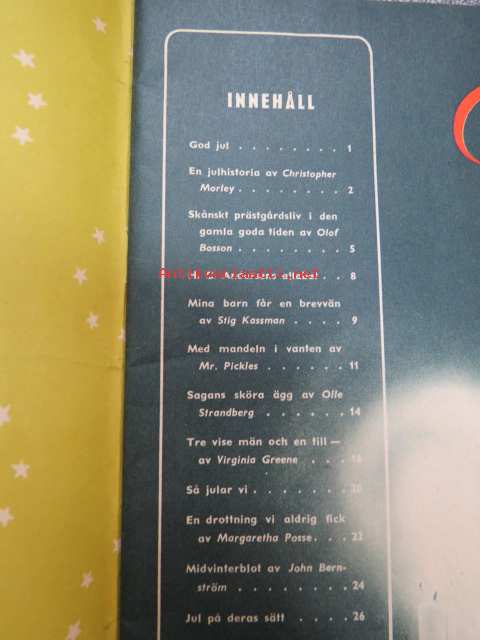 INNEHÅLL
God jul . . . . . . . . 1
En julhistoria av Christopher
Morley . . . . . . . . 2
Skånskt prästgårdsliv i den
gamla goda tiden av Olof
Bosson . . . . . . . . 5
H. C. Andersens allehanda . . 8
Mina barn får en brevvän
av Stig Kassman . . . . 9
Med mandeln i vanten av
Mr. Pickles . . . . . . 11
Sagans sköra ägg av Olle
Strandberg . . . . . . 14
Tre vise män och en till —
av Virginia Greene . . . 16
Så jular vi . . . . . . . 20
En drottning vi aldrig fick
av Margaretha Posse . . . 22
Midvinterblot av John Bern-
ström . . . . . . . . 24
Jul på deras sätt . . . . 26